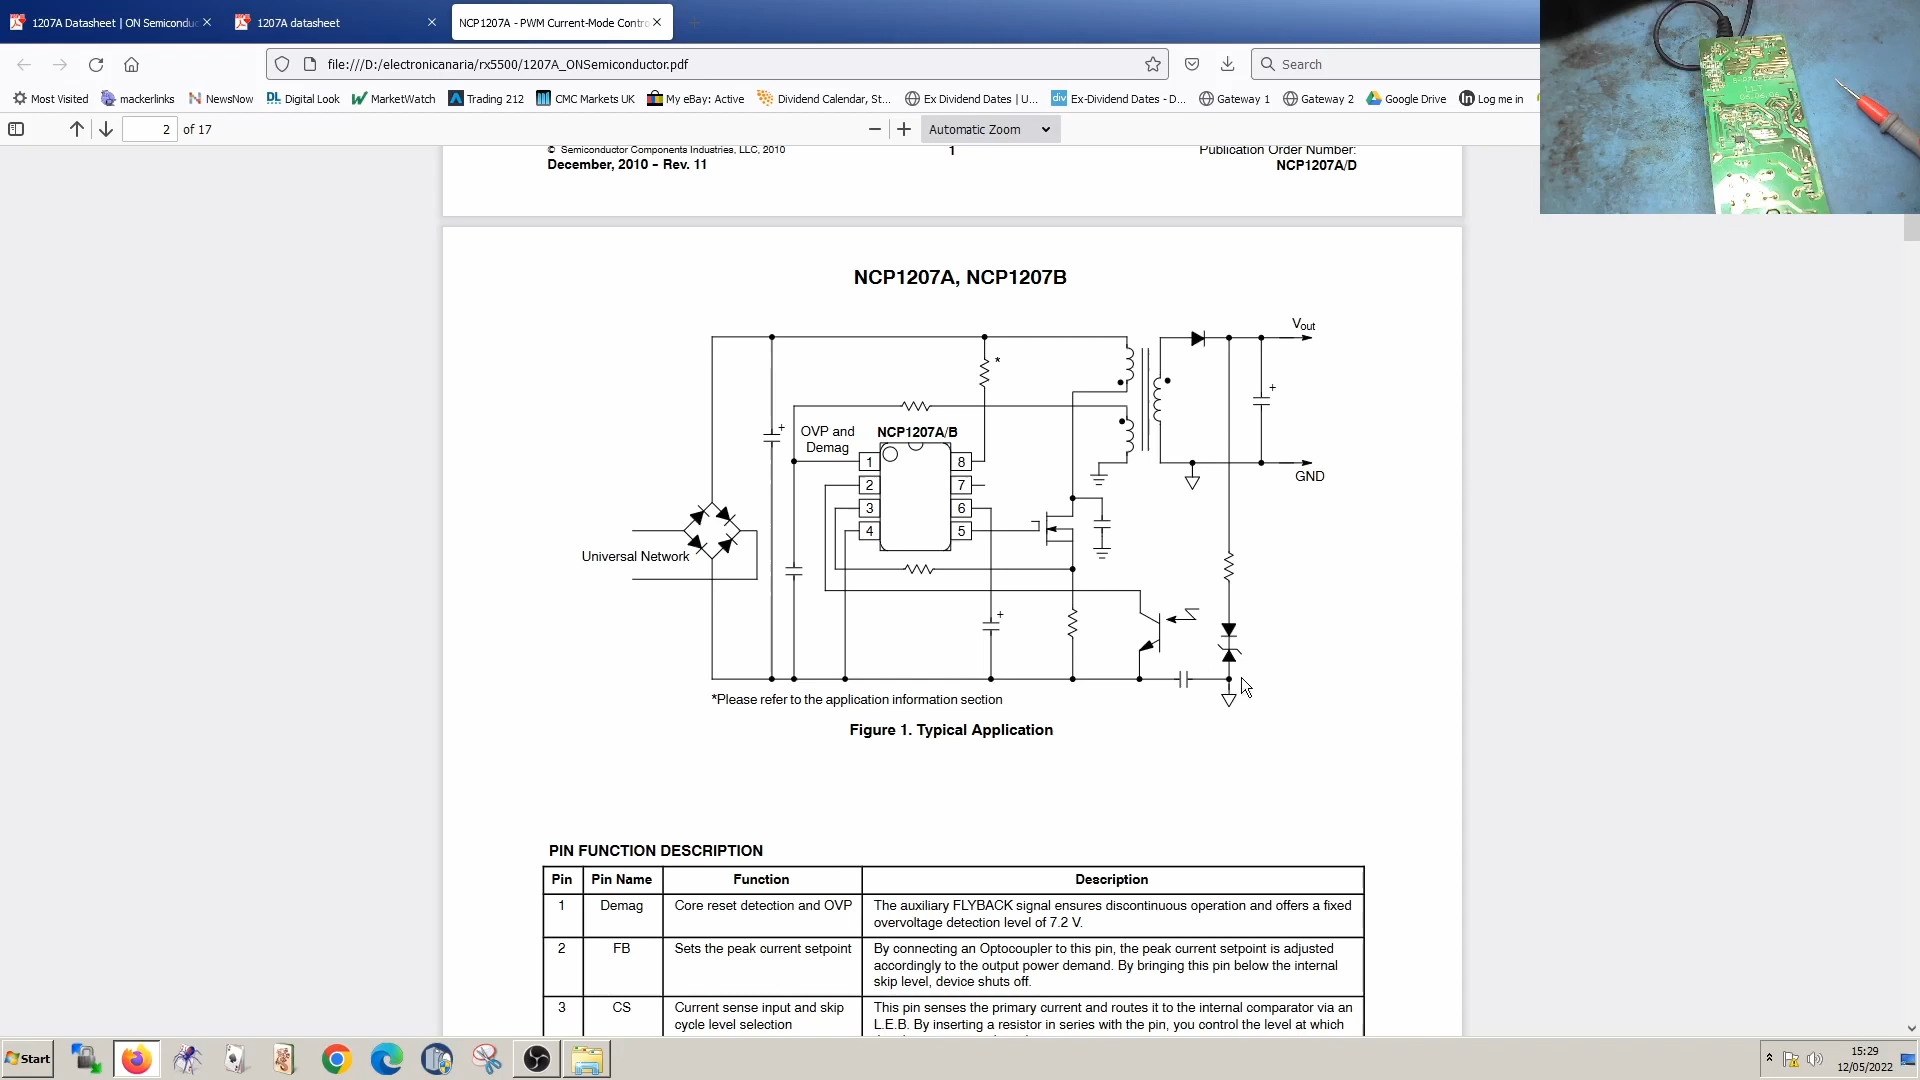 1207A Datasheet | ON Semiconduc
1207A datasheet
NCP1207A - PWM Current-Mode Contro
file:///D:/electronicanaria/rx5500/1207A_ONSemiconductor.pdf
Search
Most Visited
mackerlinks
NewsNow
DL Digital Look
MarketWatch
Trading 212
CMC Markets UK
My eBay: Active
Dividend Calendar, St...
Ex Dividend Dates | U...
div Ex-Dividend Dates - D...
Gateway 1
Gateway 2
Google Drive
Log me in
2 of 17
Automatic Zoom
© Semiconductor Components Industries, LLC, 2010
1
Publication Order Number:
December, 2010 - Rev. 11
NCP1207A/D
NCP1207A, NCP1207B
Vout
*
+
+
OVP and
Demag
NCP1207A/B
1
8
2
7
3
6
4
5
GND
Universal Network
+
*Please refer to the application information section
Figure 1. Typical Application
PIN FUNCTION DESCRIPTION
Pin Pin Name Function Description
1 Demag Core reset detection and OVP The auxiliary FLYBACK signal ensures discontinuous operation and offers a fixed
overvoltage detection level of 7.2 V.
2 FB Sets the peak current setpoint By connecting an Optocoupler to this pin, the peak current setpoint is adjusted
accordingly to the output power demand. By bringing this pin below the internal
skip level, device shuts off.
3 CS Current sense input and skip This pin senses the primary current and routes it to the internal comparator via an
cycle level selection L.E.B. By inserting a resistor in series with the pin, you control the level at which
Start
15:29
12/05/2022